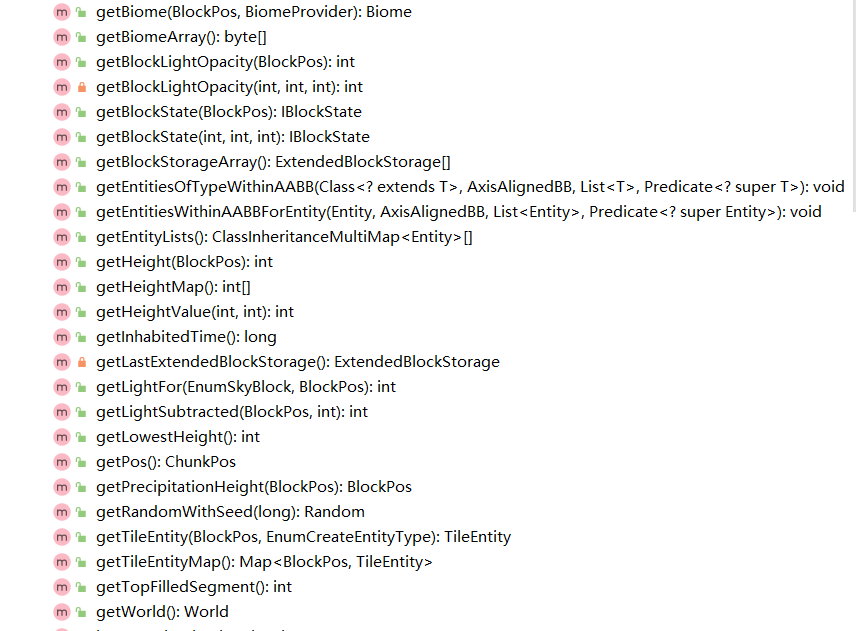 m getBiome(BlockPos, BiomeProvider): Biome
m getBiomeArray(): byte[]
m getBlockLightOpacity(BlockPos): int
m getBlockLightOpacity(int, int, int): int
m getBlockState(BlockPos): IBlockState
m getBlockState(int, int, int): IBlockState
m getBlockStorageArray(): ExtendedBlockStorage[]
m getEntitiesOfTypeWithinAABB(Class<? extends T>, AxisAlignedBB, List<T>, Predicate<? super T>): void
m getEntitiesWithinAABBForEntity(Entity, AxisAlignedBB, List<Entity>, Predicate<? super Entity>): void
m getEntityLists(): ClassInheritanceMultiMap<Entity>[]
m getHeight(BlockPos): int
m getHeightMap(): int[]
m getHeightValue(int, int): int
m getInhabitedTime(): long
m getLastExtendedBlockStorage(): ExtendedBlockStorage
m getLightFor(EnumSkyBlock, BlockPos): int
m getLightSubtracted(BlockPos, int): int
m getLowestHeight(): int
m getPos(): ChunkPos
m getPrecipitationHeight(BlockPos): BlockPos
m getRandomWithSeed(long): Random
m getTileEntity(BlockPos, EnumCreateEntityType): TileEntity
m getTileEntityMap(): Map<BlockPos, TileEntity>
m getTopFilledSegment(): int
m getWorld(): World